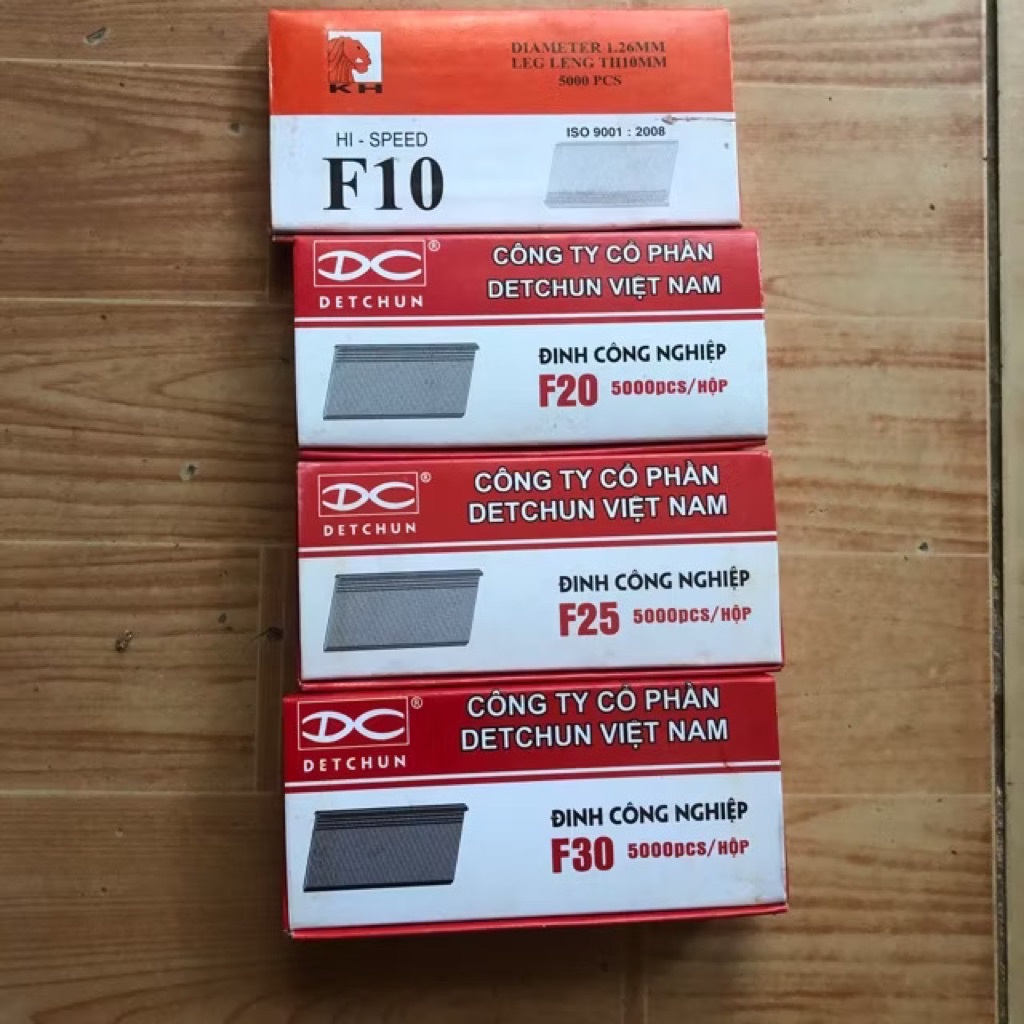 KH
DIAMETER 1.26MM
LEG LENG TH10MM
5000 PCS
HI - SPEED
F10
ISO 9001 : 2008
DC ®
DETCHUN
CÔNG TY CỔ PHẦN
DETCHUN VIỆT NAM
ĐINH CÔNG NGHIỆP
F20 5000pcs/HỘP
DC ®
DETCHUN
CÔNG TY CỔ PHẦN
DETCHUN VIỆT NAM
ĐINH CÔNG NGHIỆP
F25 5000pcs/HỘP
DC ®
DETCHUN
CÔNG TY CỔ PHẦN
DETCHUN VIỆT NAM
ĐINH CÔNG NGHIỆP
F30 5000pcs/HỘP